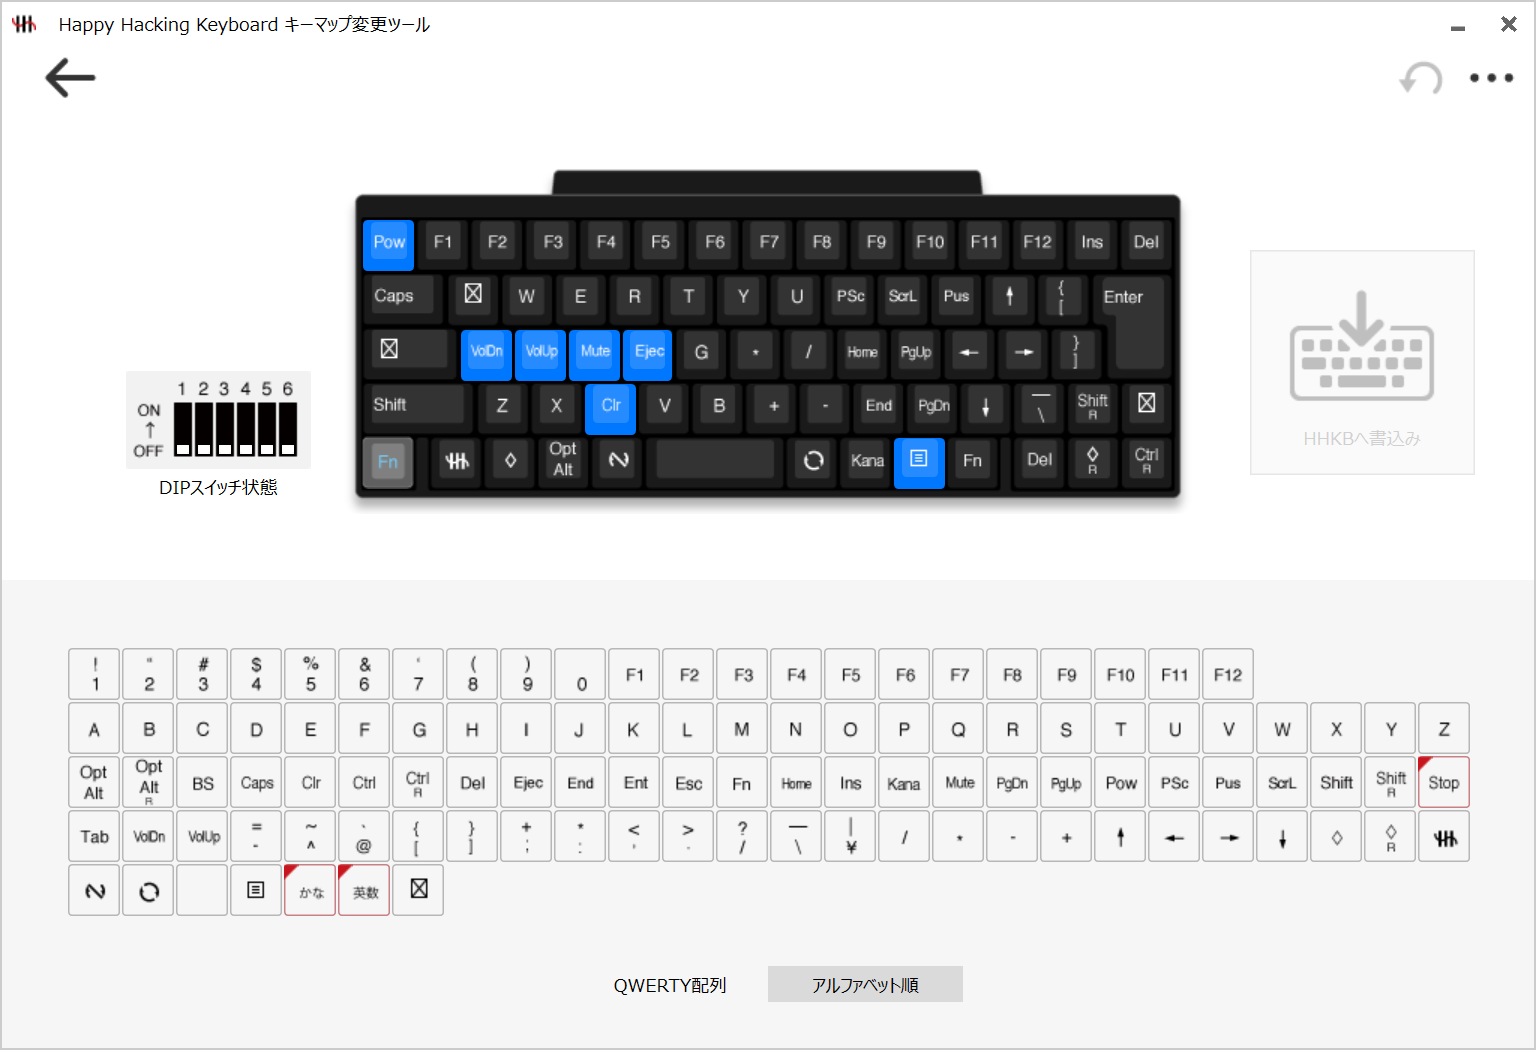 Happy Hacking Keyboard キーマップ変更ツール
Pow F1 F2 F3 F4 F5 F6 F7 F8 F9 F10 F11 F12 Ins Del
Caps W E R T Y U PSc ScrL Pus ↑ { [ Enter
VolDn VolUp Mute Ejec G * / Home PgUp ← → } ]
Shift Z X Clr V B + - End PgDn ↓ _ \ Shift R
Fn ◇ Opt Alt Kana Fn Del ◇ R Ctrl R
1 2 3 4 5 6
ON
↑
OFF
DIPスイッチ状態
HHKBへ書込み
! 1 " 2 # 3 $ 4 % 5 & 6 ' 7 ( 8 ) 9 0 F1 F2 F3 F4 F5 F6 F7 F8 F9 F10 F11 F12
A B C D E F G H I J K L M N O P Q R S T U V W X Y Z
Opt Alt Opt Alt R BS Caps Clr Ctrl Ctrl R Del Ejec End Ent Esc Fn Home Ins Kana Mute PgDn PgUp Pow PSc Pus ScrL Shift Shift R Stop
Tab VolDn VolUp = - ~ ^ ` @ { [ } ] + ; * : < , > . ? / _ \ | ¥ / * - + ↑ ← → ↓ ◇ ◇ R
かな 英数
QWERTY配列
アルファベット順